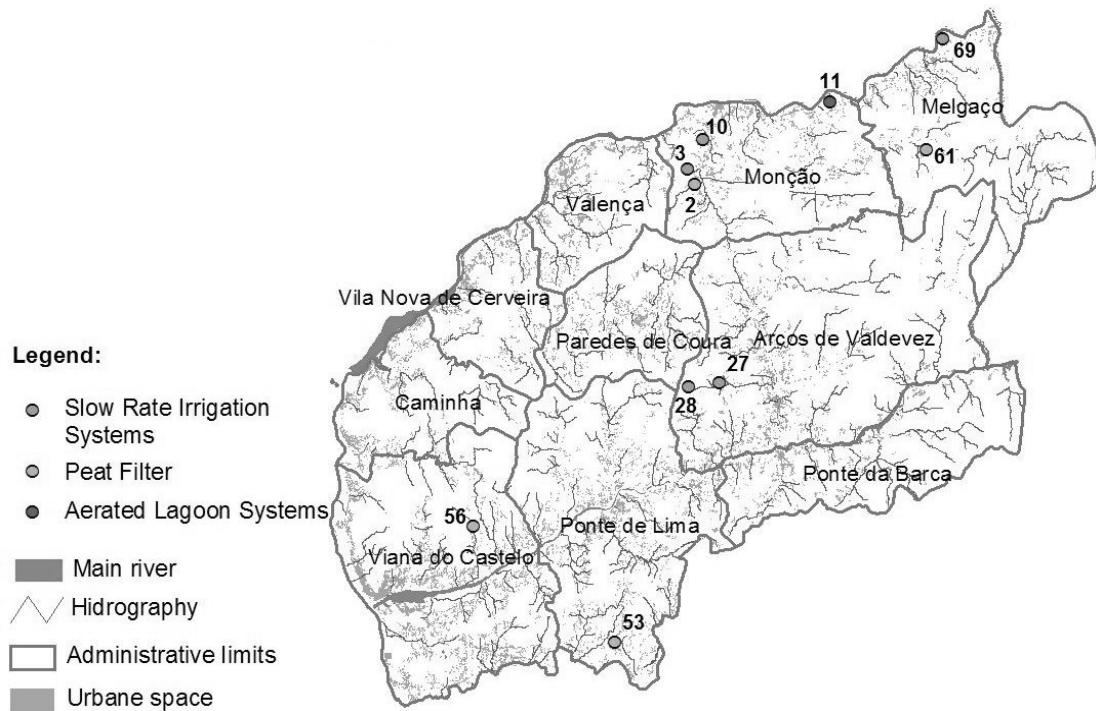 69
11
Melgaço
10
61
3
Monção
2
Valença
Vila Nova de Cerveira
Paredes de Coura
Arcos de Valdevez
27
28
Caminha
Ponte da Barca
56
Ponte de Lima
Viana do Castelo
53
Legend:
Slow Rate Irrigation
Systems
Peat Filter
Aerated Lagoon Systems
Main river
Hidrography
Administrative limits
Urbane space